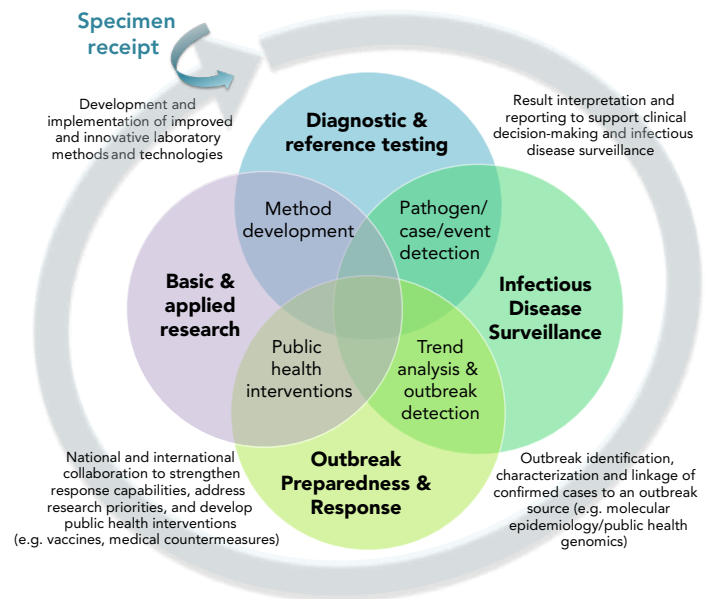 Specimen
receipt
Development and
implementation of improved
and innovative laboratory
methods and technologies
Diagnostic &
reference testing
Result interpretation and
reporting to support clinical
decision-making and infectious
disease surveillance
Method
development
Pathogen/
case/event
detection
Basic &
applied
research
Infectious
Disease
Surveillance
Public
health
interventions
Trend
analysis &
outbreak
detection
National and international
collaboration to strengthen
response capabilities, address
research priorities, and develop
public health interventions
(e.g. vaccines, medical countermeasures)
Outbreak
Preparedness &
Response
Outbreak identification,
characterization and linkage of
confirmed cases to an outbreak
source (e.g. molecular
epidemiology/public health
genomics)